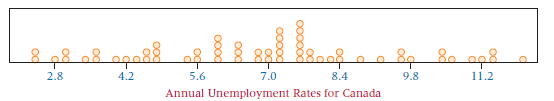 2.8 4.2 5.6 7.0 8.4 9.8 11.2
Annual Unemployment Rates for Canada